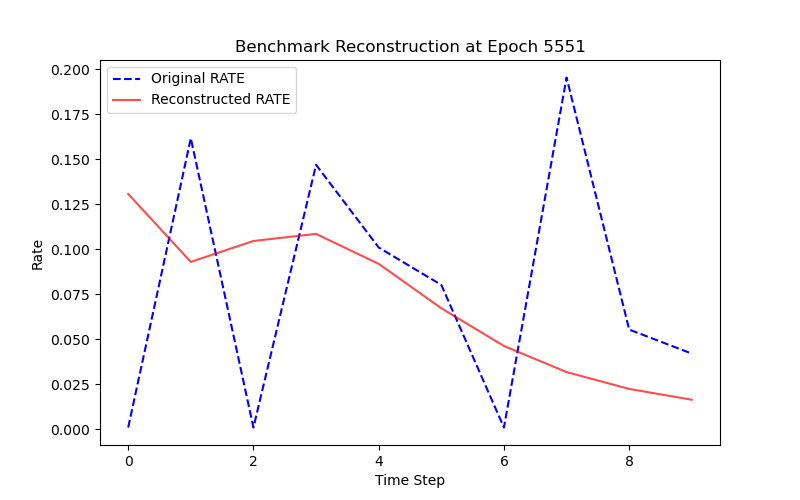 Benchmark Reconstruction at Epoch 5551
Original RATE
Reconstructed RATE
0.200
0.175
0.150
0.125
0.100
0.075
0.050
0.025
0.000
Rate
0 2 4 6 8
Time Step